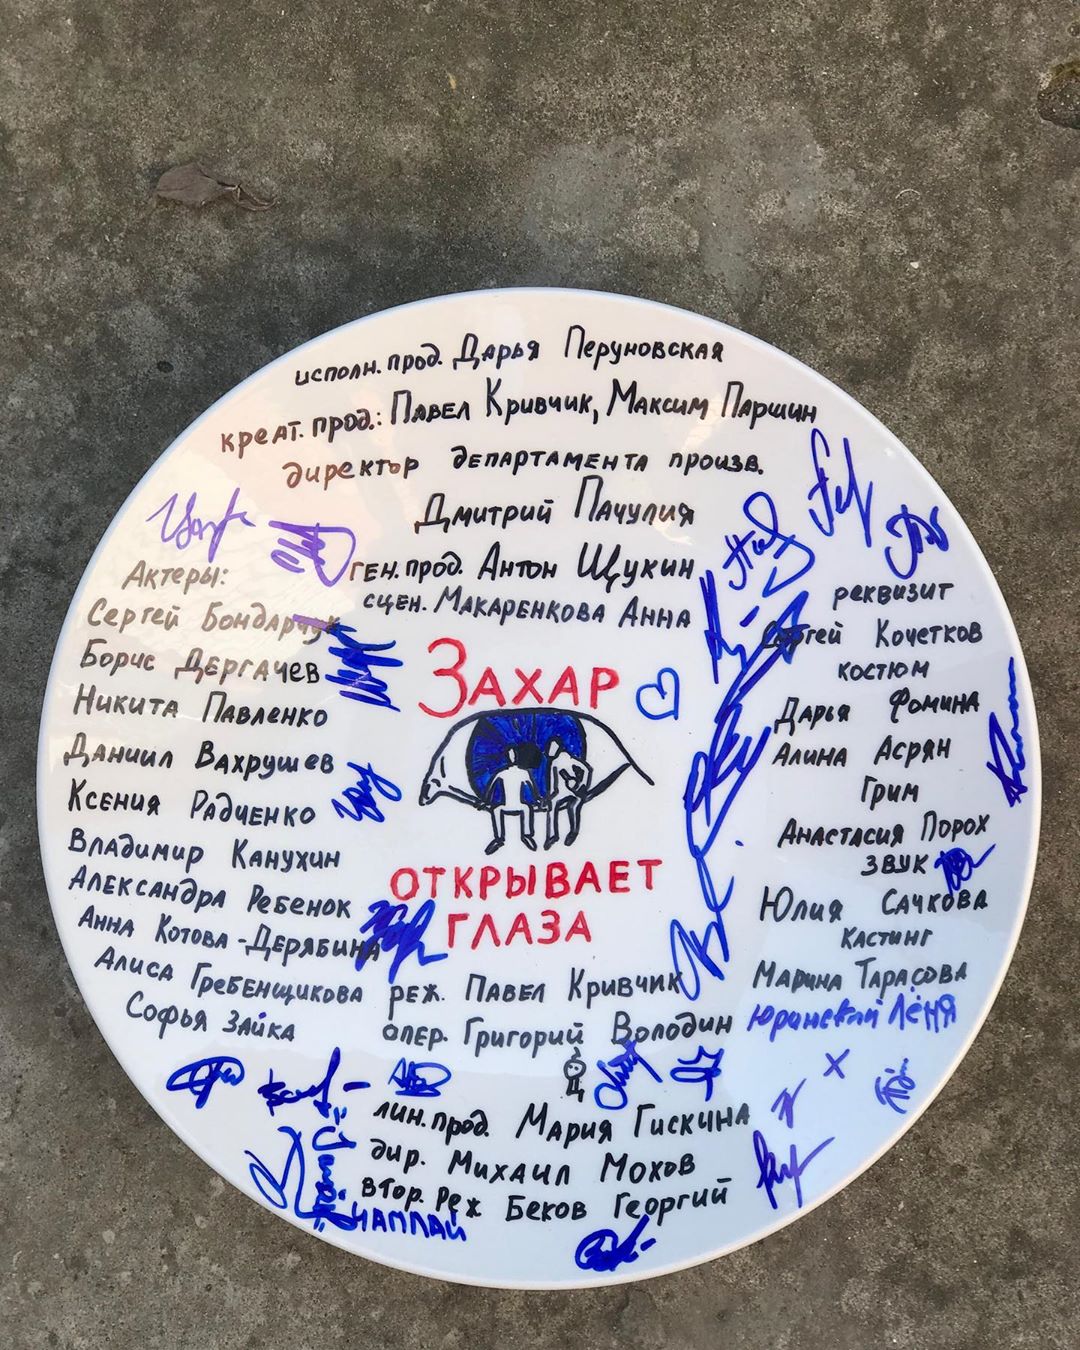 исполн. прод. Дарья Перуновская
креат. прод.: Павел Кривчик, Максим Паршин
директор департамента произв.
Дмитрий Пачулия
ген. прод. Антон Щукин
сцен. Макаренкова Анна
Актеры:
Сергей Бондарчук
Борис Дергачев
Никита Павленко
Даниил Вахрушев
Ксения Радченко
Владимир Канухин
Александра Ребенок
Анна Котова-Дерябина
Алиса Гребенщикова
Софья Зайка
ЗАХАР
ОТКРЫВАЕТ
ГЛАЗА
реквизит
Сергей Кочетков
костюм
Дарья Фомина
Алина Асрян
Грим
Анастасия Порох
звук
Юлия Сачкова
кастинг
Марина Тарасова
Лёня
реж. Павел Кривчик
опер. Григорий Володин
лин. прод. Мария Гискина
дир. Михаил Мохов
втор. реж Беков Георгий